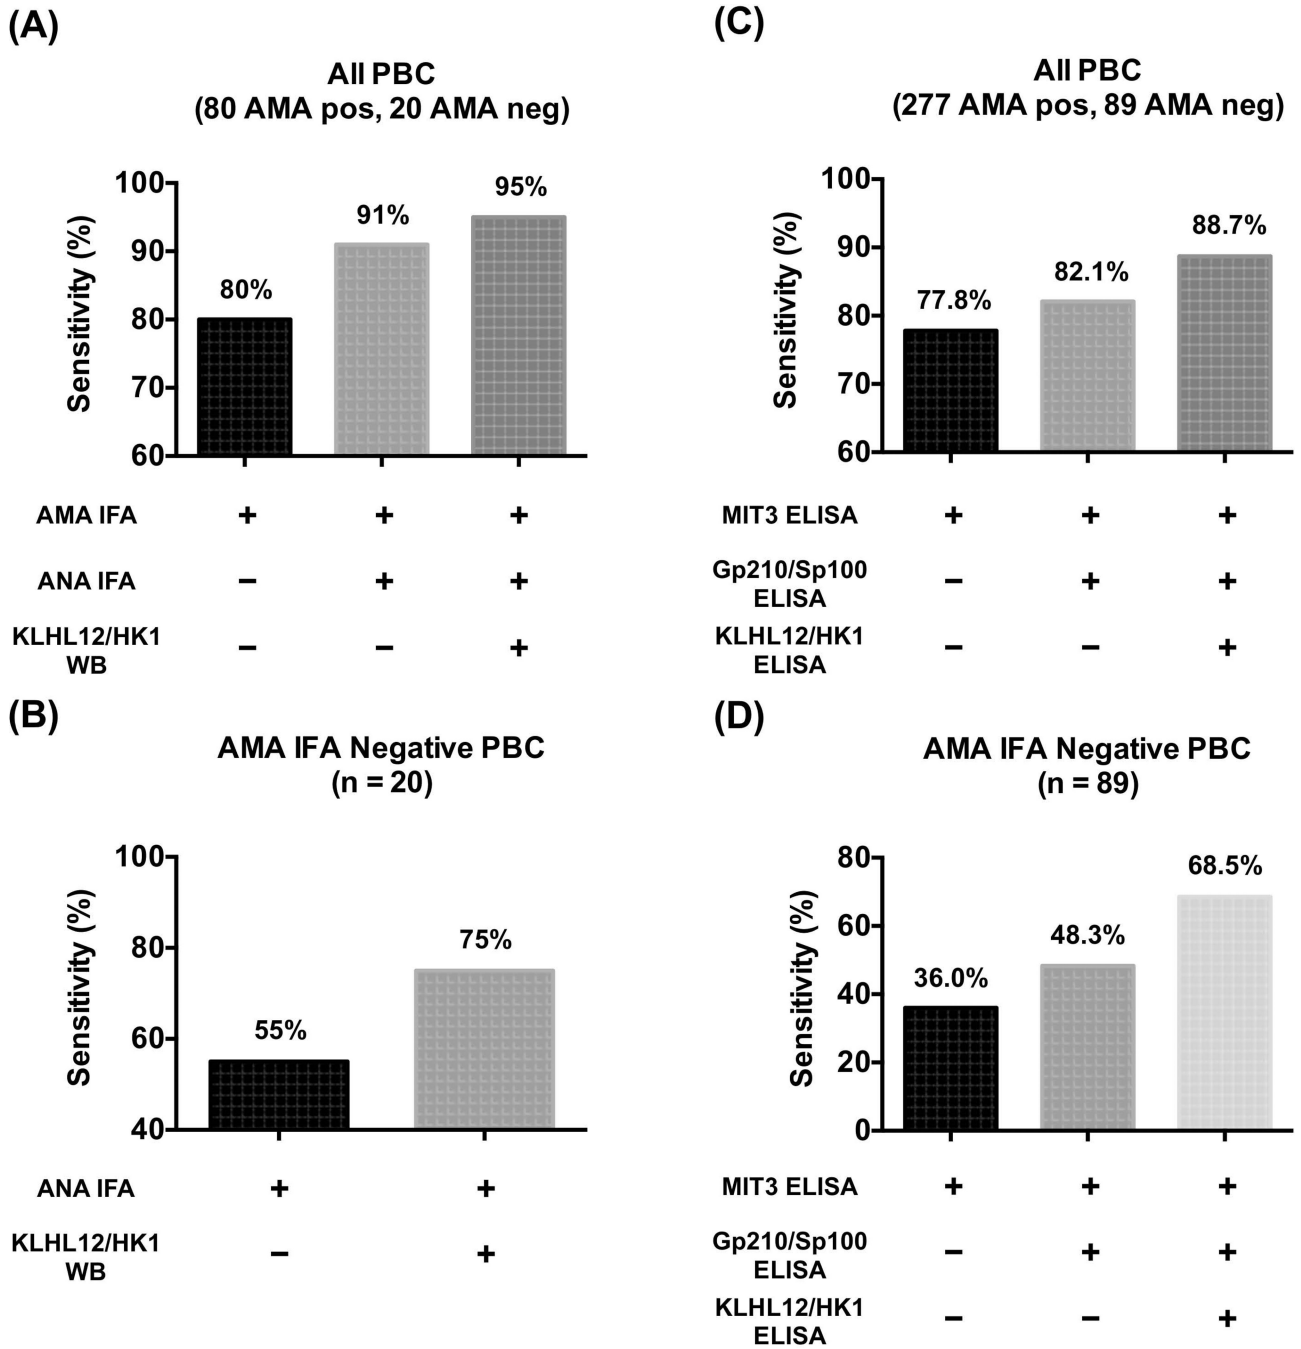 (A)
All PBC
(80 AMA pos, 20 AMA neg)
Sensitivity (%)
100
90
80
70
60
80%
91%
95%
AMA IFA + + +
ANA IFA − + +
KLHL12/HK1
WB − − +
(B)
AMA IFA Negative PBC
(n = 20)
Sensitivity (%)
100
80
60
40
55%
75%
ANA IFA + +
KLHL12/HK1
WB − +
(C)
All PBC
(277 AMA pos, 89 AMA neg)
Sensitivity (%)
100
90
80
70
60
77.8%
82.1%
88.7%
MIT3 ELISA + + +
Gp210/Sp100
ELISA − + +
KLHL12/HK1
ELISA − − +
(D)
AMA IFA Negative PBC
(n = 89)
Sensitivity (%)
80
60
40
20
0
36.0%
48.3%
68.5%
MIT3 ELISA + + +
Gp210/Sp100
ELISA − + +
KLHL12/HK1
ELISA − − +